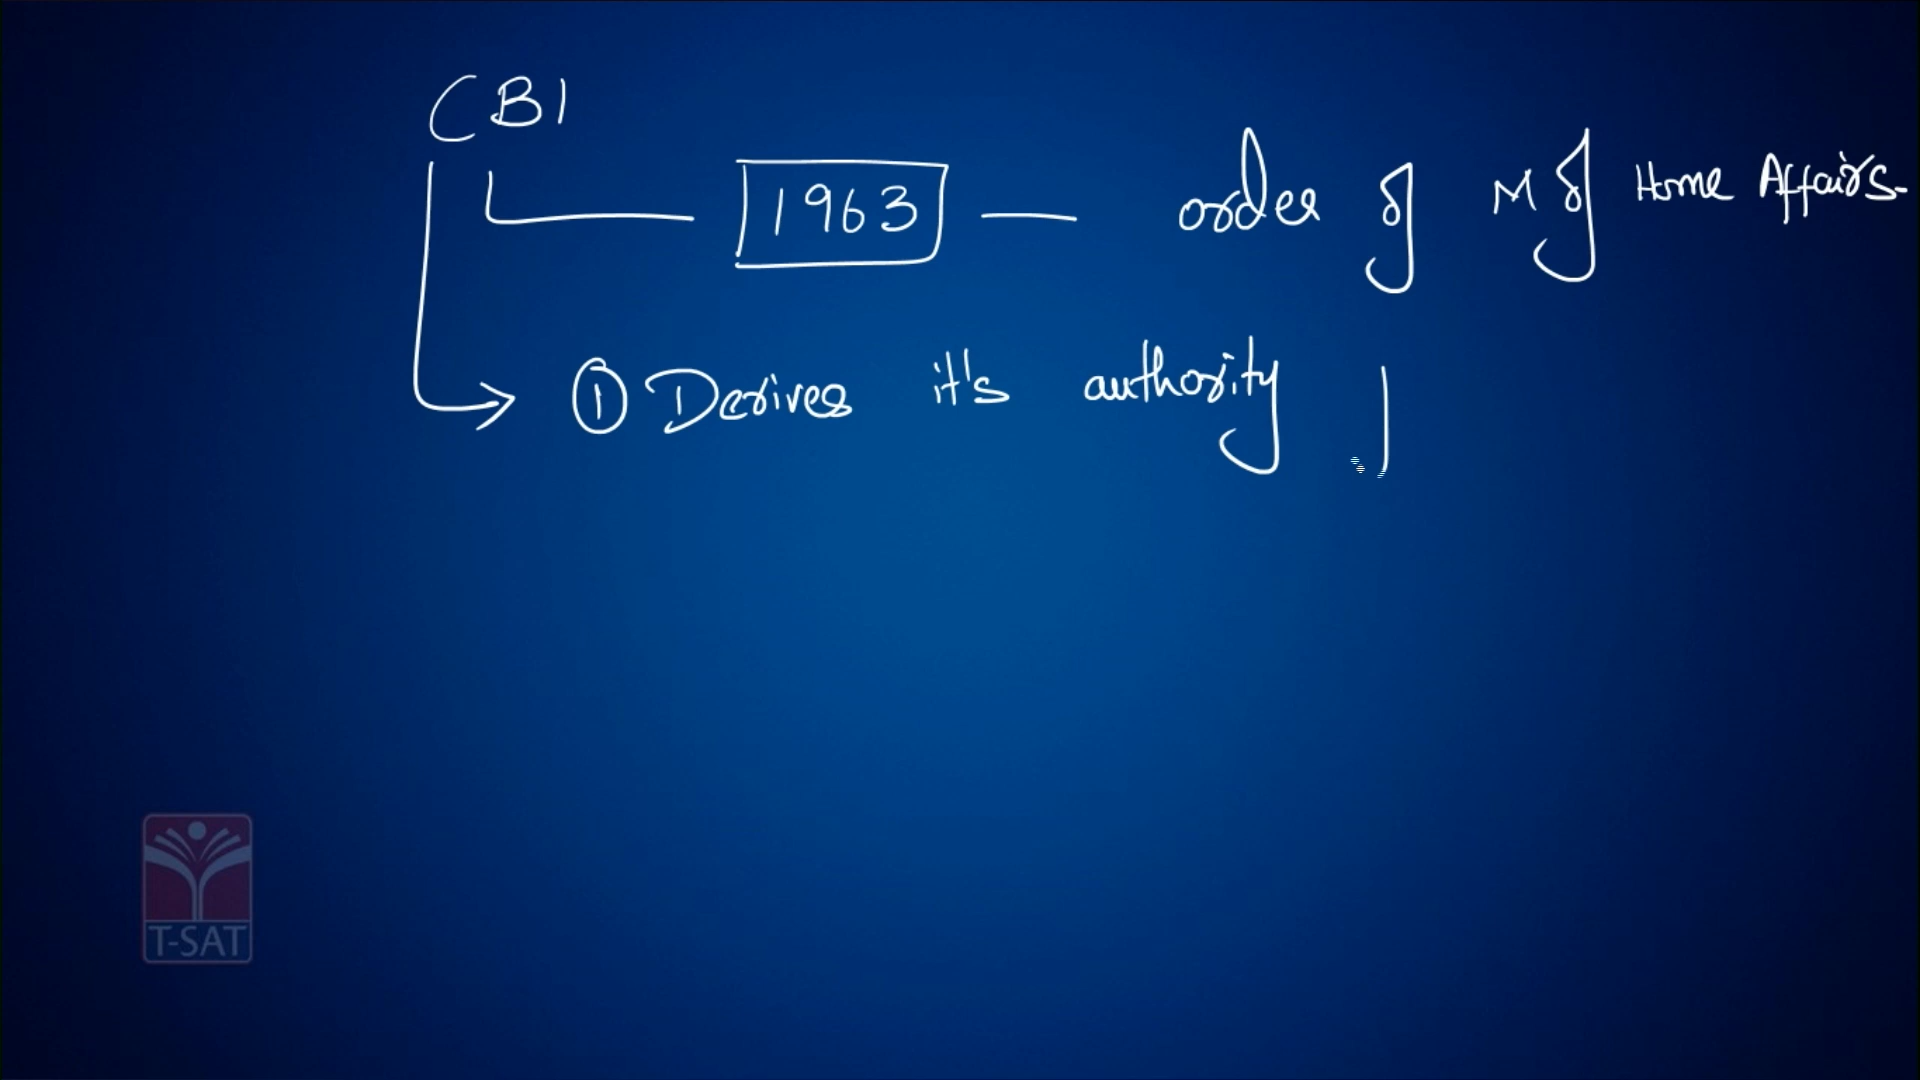 CBI
1963 — order of M of Home Affairs.
① Derives it's authority
T-SAT